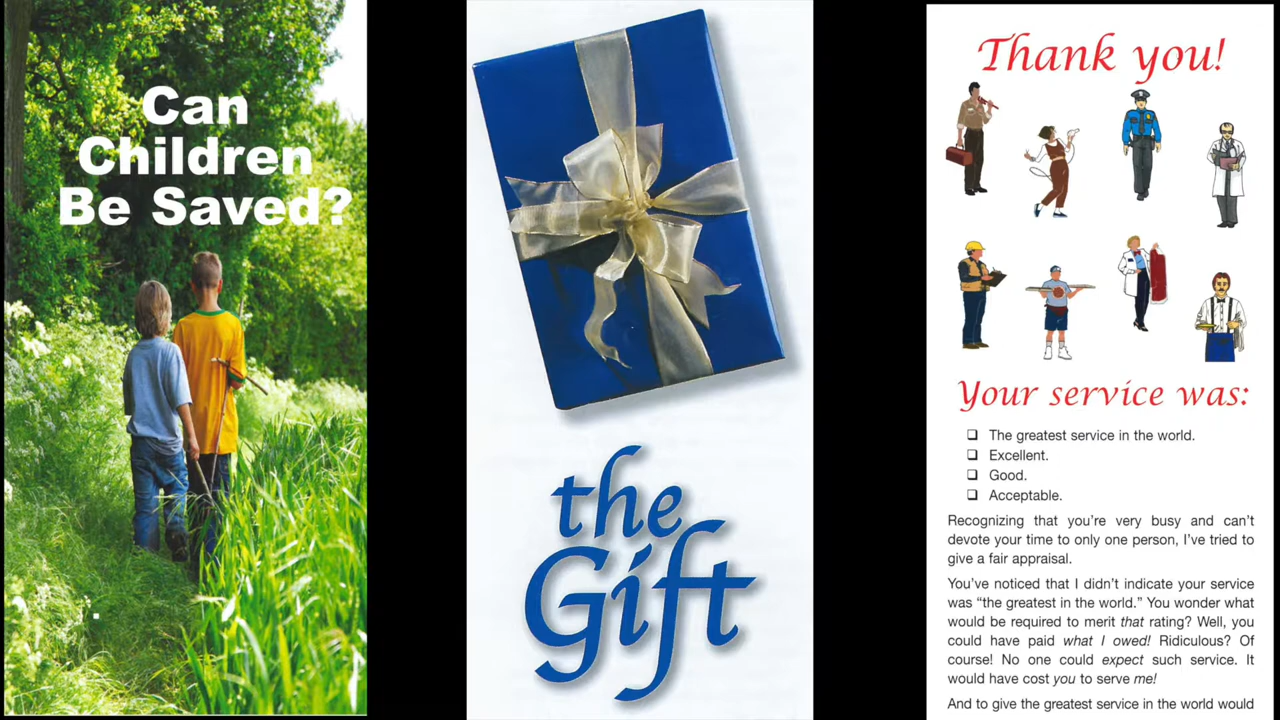 Can
Children
Be Saved?
the
Gift
Thank you!
Your service was:
❑ The greatest service in the world.
❑ Excellent.
❑ Good.
❑ Acceptable.
Recognizing that you're very busy and can't
devote your time to only one person, I've tried to
give a fair appraisal.
You've noticed that I didn't indicate your service
was “the greatest in the world.” You wonder what
would be required to merit that rating? Well, you
could have paid what I owed! Ridiculous? Of
course! No one could expect such service. It
would have cost you to serve me!
And to give the greatest service in the world would